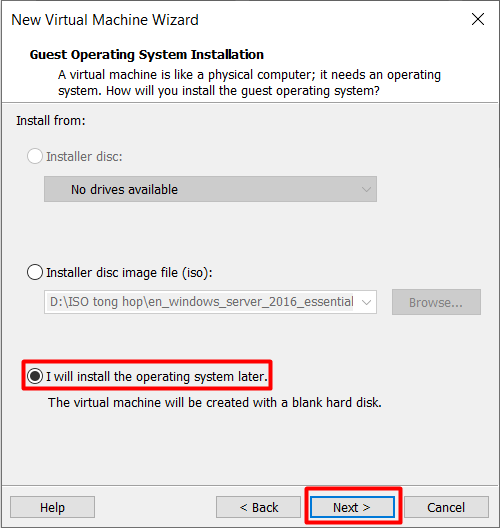 New Virtual Machine Wizard
Guest Operating System Installation
A virtual machine is like a physical computer; it needs an operating
system. How will you install the guest operating system?
Install from:
Installer disc:
No drives available
Installer disc image file (iso):
D:\ISO tong hop\en_windows_server_2016_essential
Browse...
I will install the operating system later.
The virtual machine will be created with a blank hard disk.
Help
< Back
Next >
Cancel